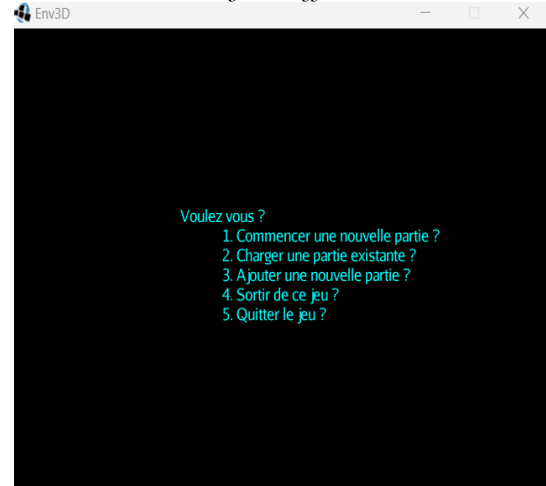 Env3D
Voulez vous ?
1. Commencer une nouvelle partie ?
2. Charger une partie existante ?
3. Ajouter une nouvelle partie ?
4. Sortir de ce jeu ?
5. Quitter le jeu ?